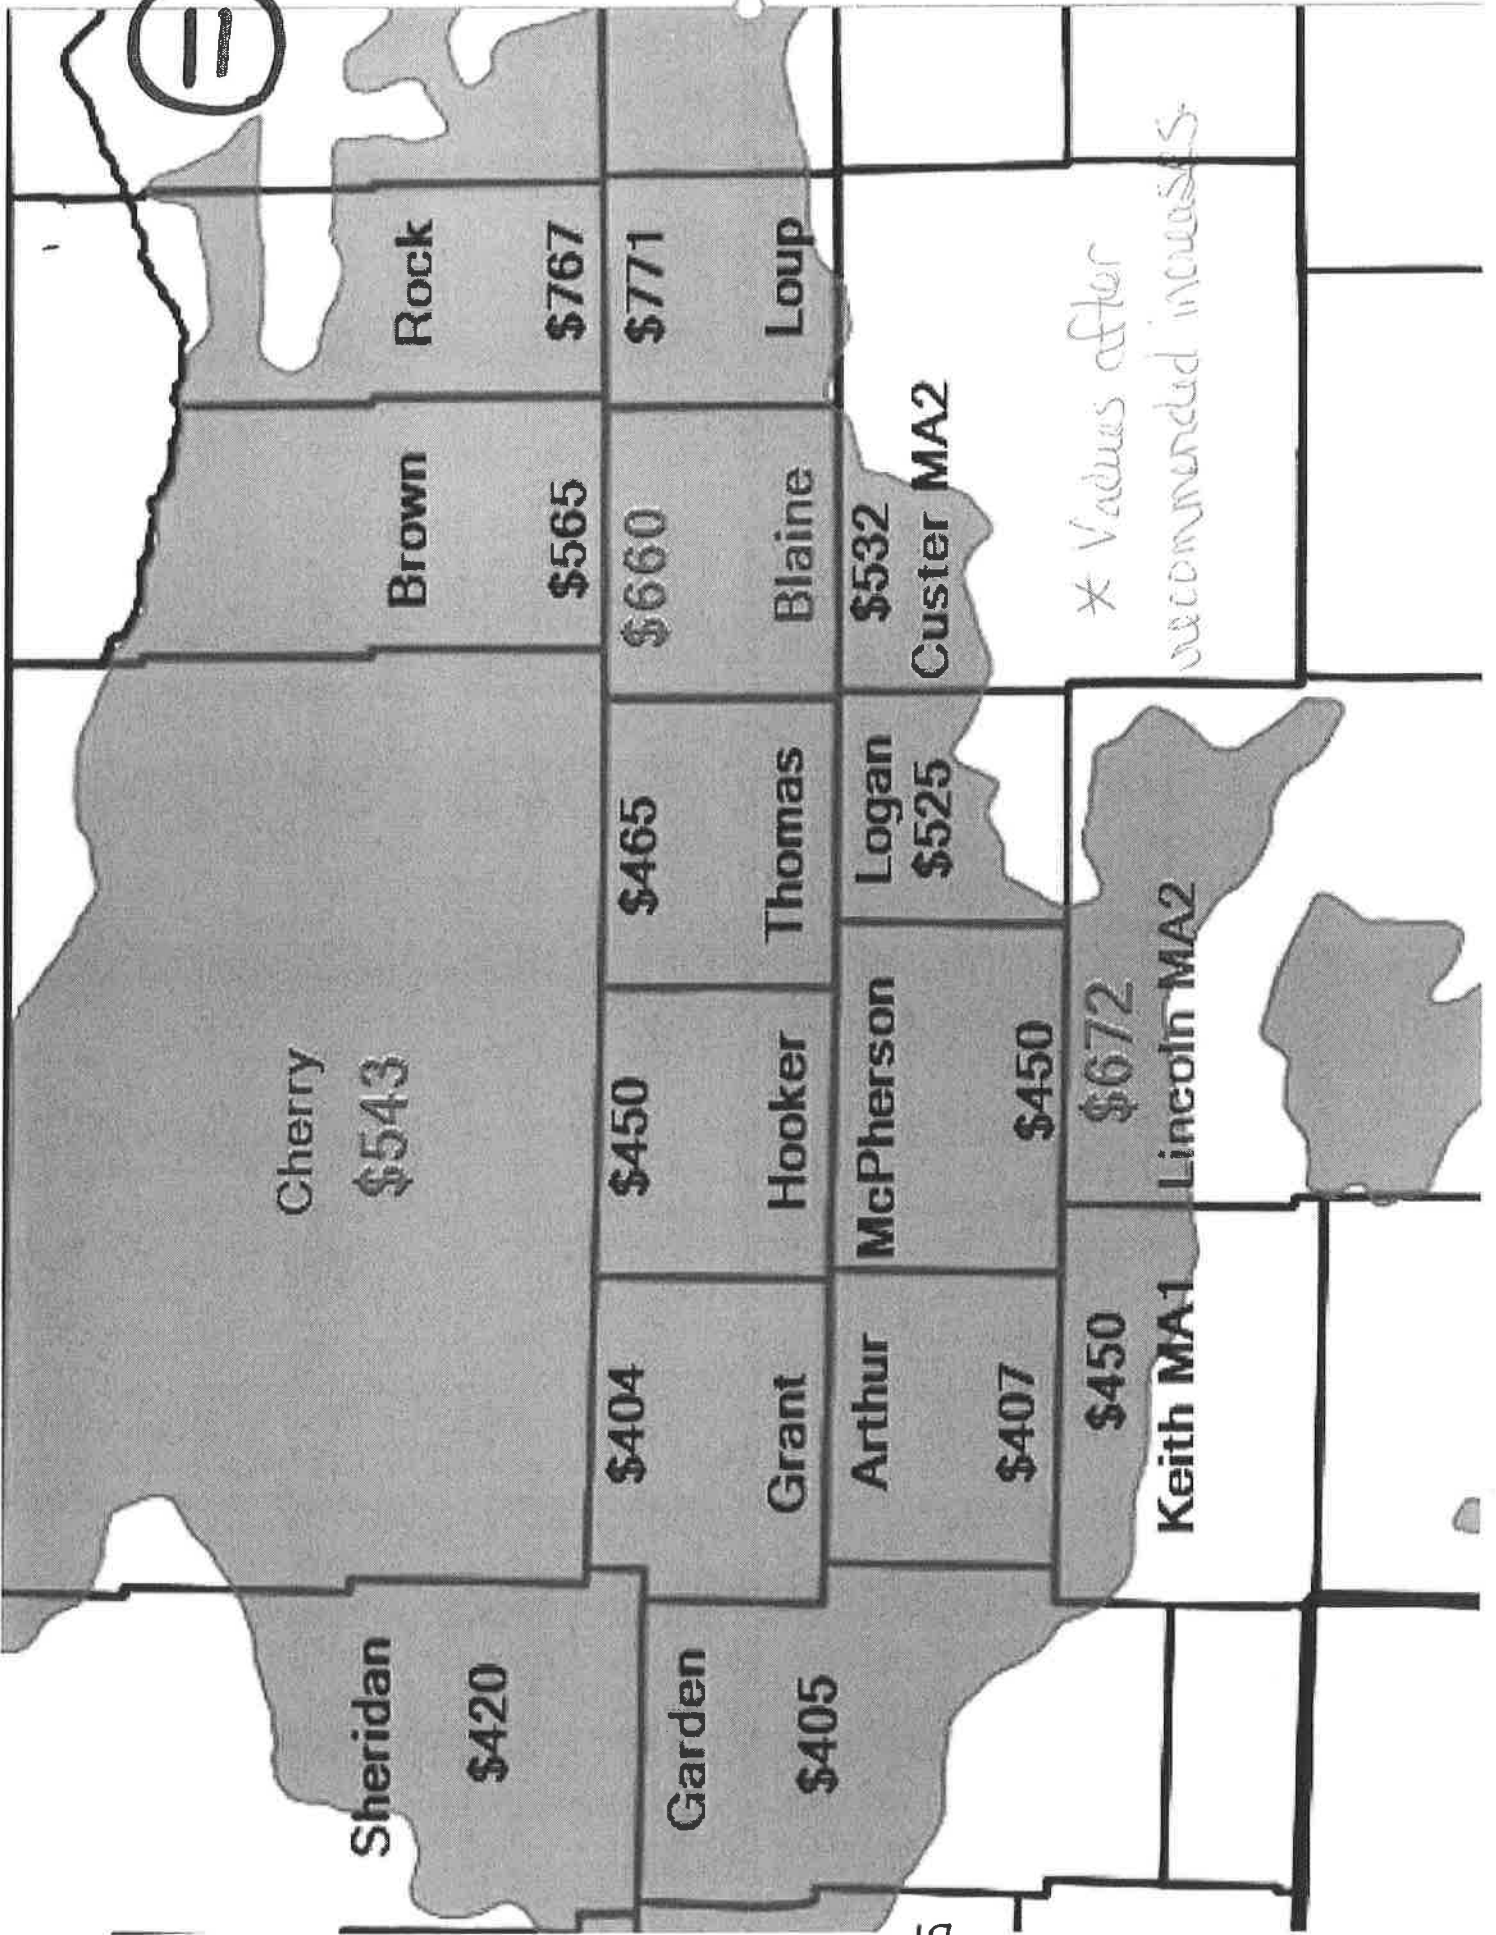 11
Cherry
$543
Sheridan
$420
Brown
$565
Rock
$767
$404
Grant
$450
Hooker
$465
Thomas
$660
Blaine
$771
Loup
Garden
$405
Arthur
$407
McPherson
$450
Logan
$525
$532
Custer MA2
$450
Keith MA1
$672
Lincoln MA2
* Values after
recommended increases.